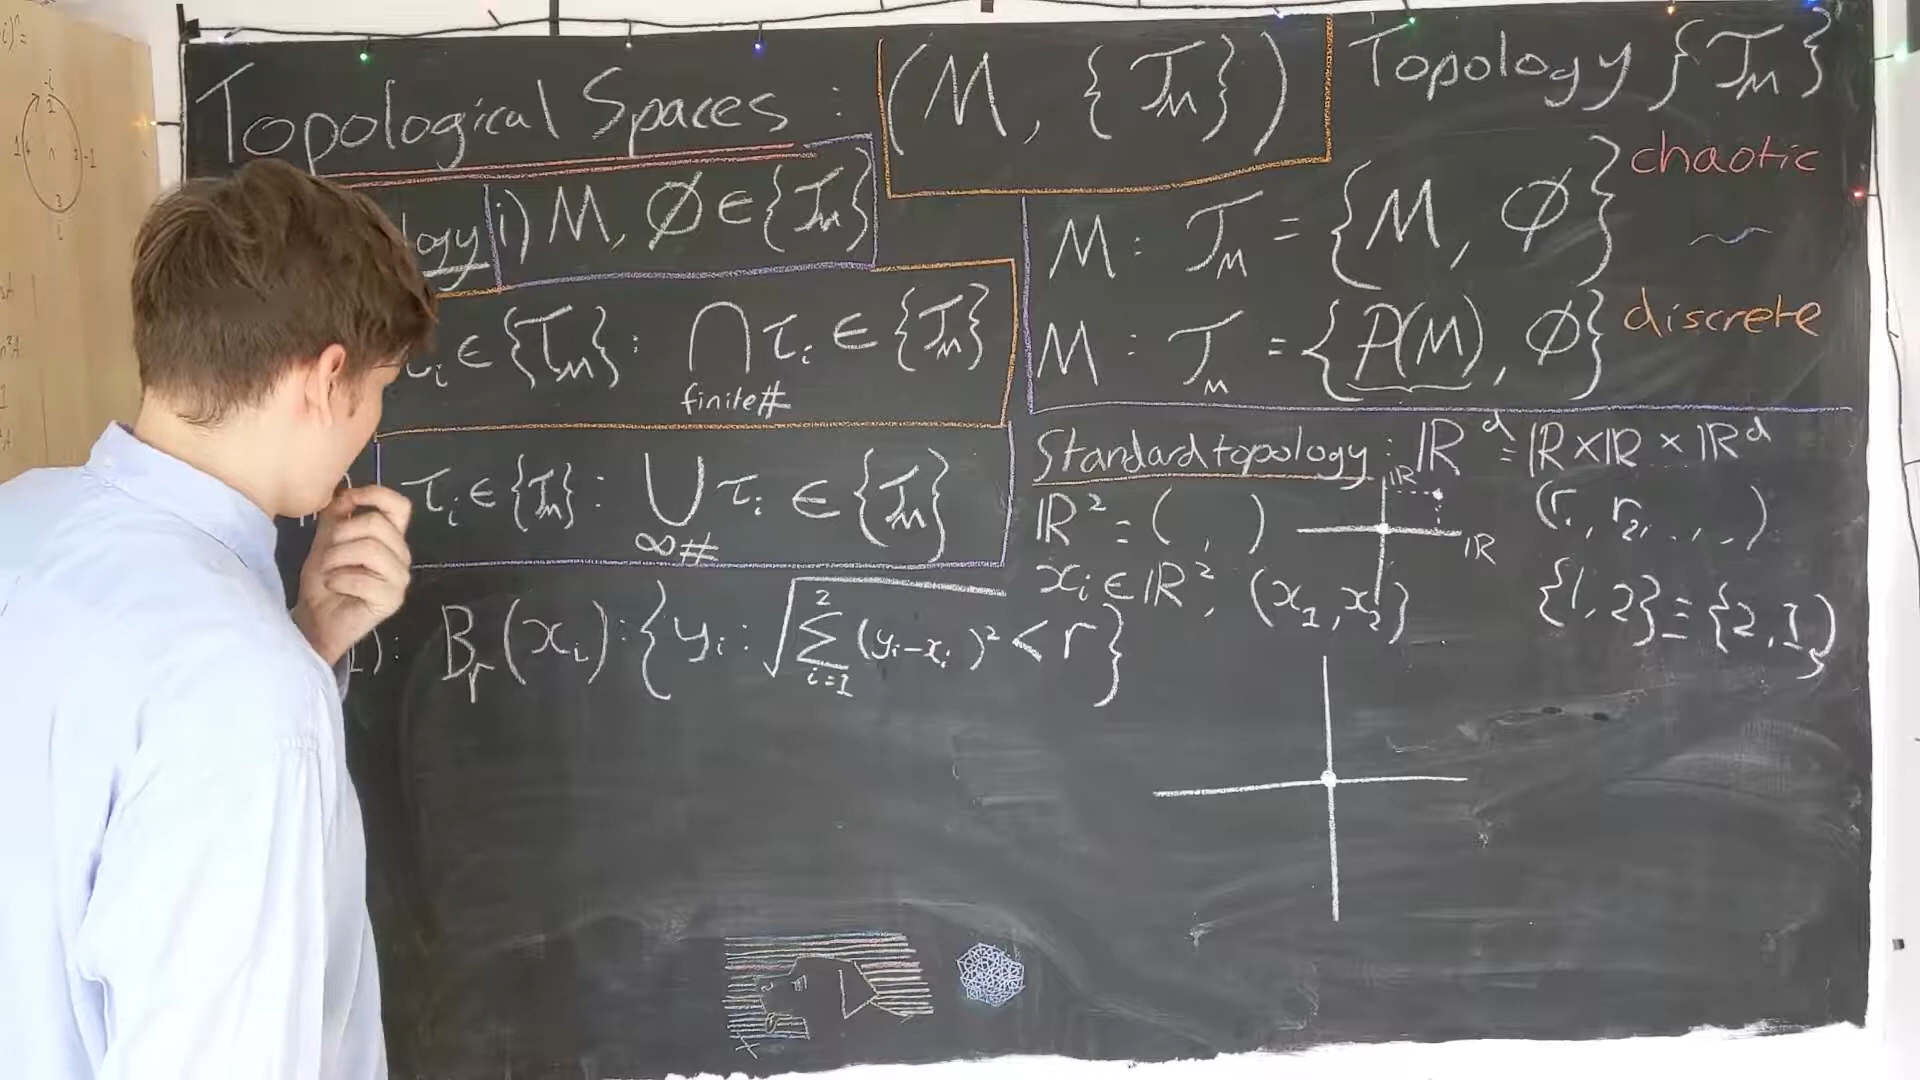 Topological Spaces : (M, {𝒯_M})
Topology {𝒯_M}
logy i) M, ∅ ∈ {𝒯_M}
τ_i ∈ {𝒯_M} : ⋂ τ_i ∈ {𝒯_M}
finite#
τ_i ∈ {𝒯_M} : ⋃ τ_i ∈ {𝒯_M}
∞#
chaotic
M : 𝒯_M = {M, ∅}
M : 𝒯_M = {P(M), ∅} discrete
Standard topology : ℝ^d = ℝ×ℝ×ℝ^d
ℝ² = ( , )
ℝ
ℝ
(r_1, r_2, . , , )
x_i ∈ ℝ², (x_1, x_2)
{1, 2} ≡ {2, 1}
1): B_r(x_i) : {y_i : √∑_{i=1}^{2} (y_i - x_i)² < r}